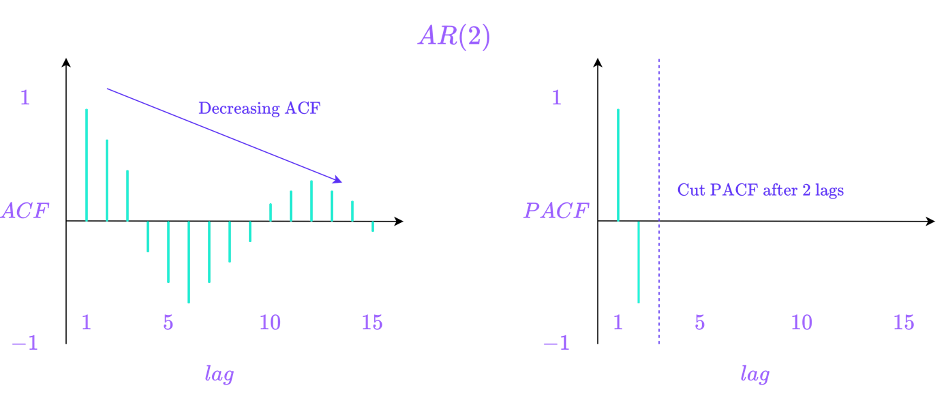 AR(2)
1
Decreasing ACF
ACF
1
5
10
15
−1
lag
1
Cut PACF after 2 lags
PACF
1
5
10
15
−1
lag